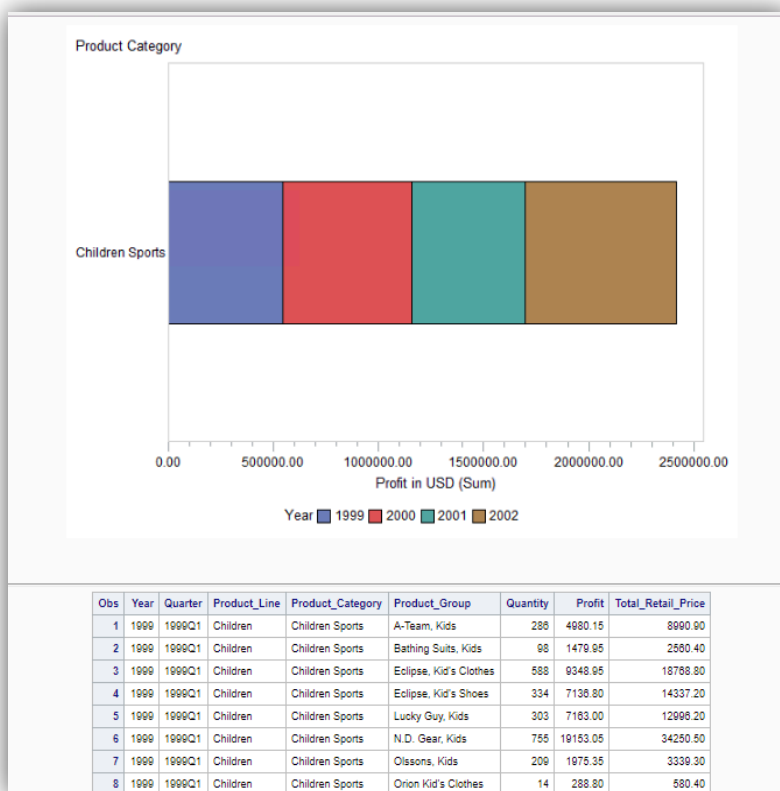 Product Category
Children Sports
0.00 500000.00 1000000.00 1500000.00 2000000.00 2500000.00
Profit in USD (Sum)
Year 1999 2000 2001 2002
Obs Year Quarter Product_Line Product_Category Product_Group Quantity Profit Total_Retail_Price
1 1999 1999Q1 Children Children Sports A-Team, Kids 286 4980.15 8990.90
2 1999 1999Q1 Children Children Sports Bathing Suits, Kids 98 1479.95 2560.40
3 1999 1999Q1 Children Children Sports Eclipse, Kid's Clothes 588 9348.95 18768.80
4 1999 1999Q1 Children Children Sports Eclipse, Kid's Shoes 334 7136.80 14337.20
5 1999 1999Q1 Children Children Sports Lucky Guy, Kids 303 7163.00 12996.20
6 1999 1999Q1 Children Children Sports N.D. Gear, Kids 755 19153.05 34250.50
7 1999 1999Q1 Children Children Sports Olssons, Kids 209 1975.35 3339.30
8 1999 1999Q1 Children Children Sports Orion Kid's Clothes 14 288.80 580.40